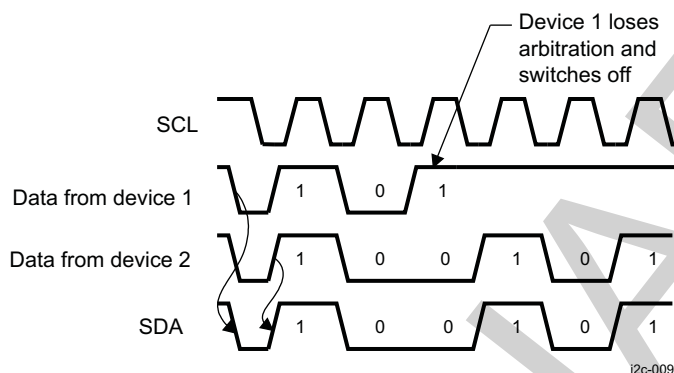 Device 1 loses
arbitration and
switches off
SCL
Data from device 1 1 0 1
Data from device 2 1 0 0 1 0 1
SDA 1 0 0 1 0 1
i2c-009